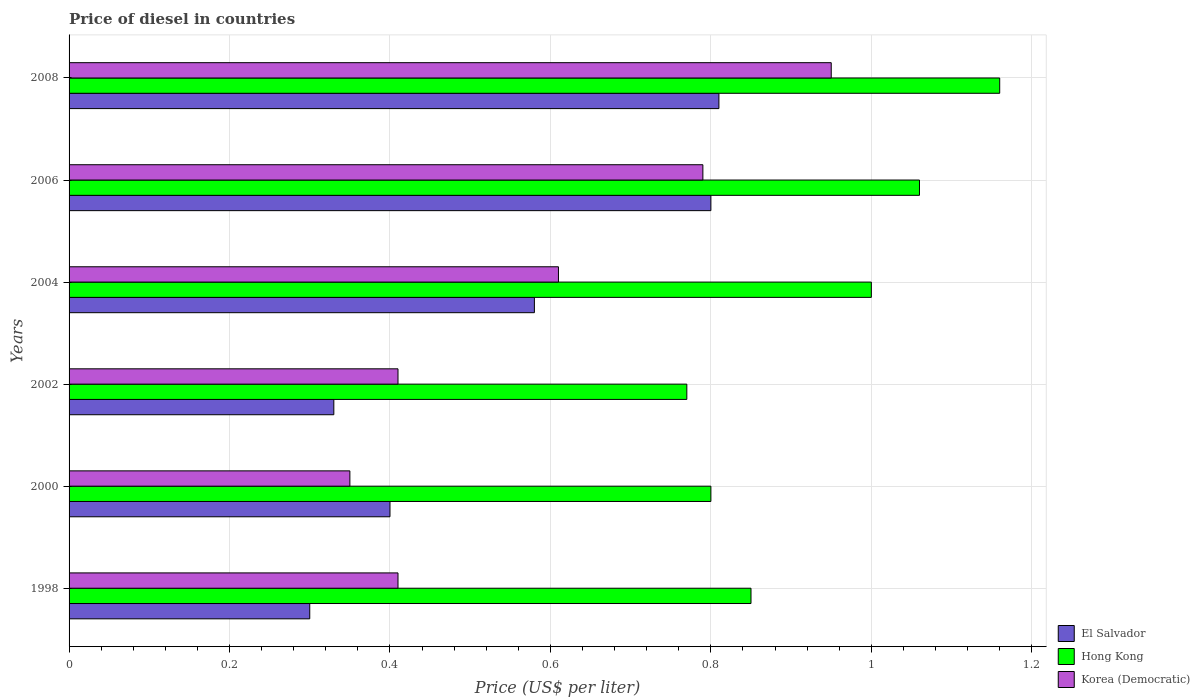 Price of diesel in countries
2008
2006
2004
2002
2000
1998
Years
0
0.2
0.4
0.6
0.8
1
1.2
Price (US$ per liter)
El Salvador
Hong Kong
Korea (Democratic)